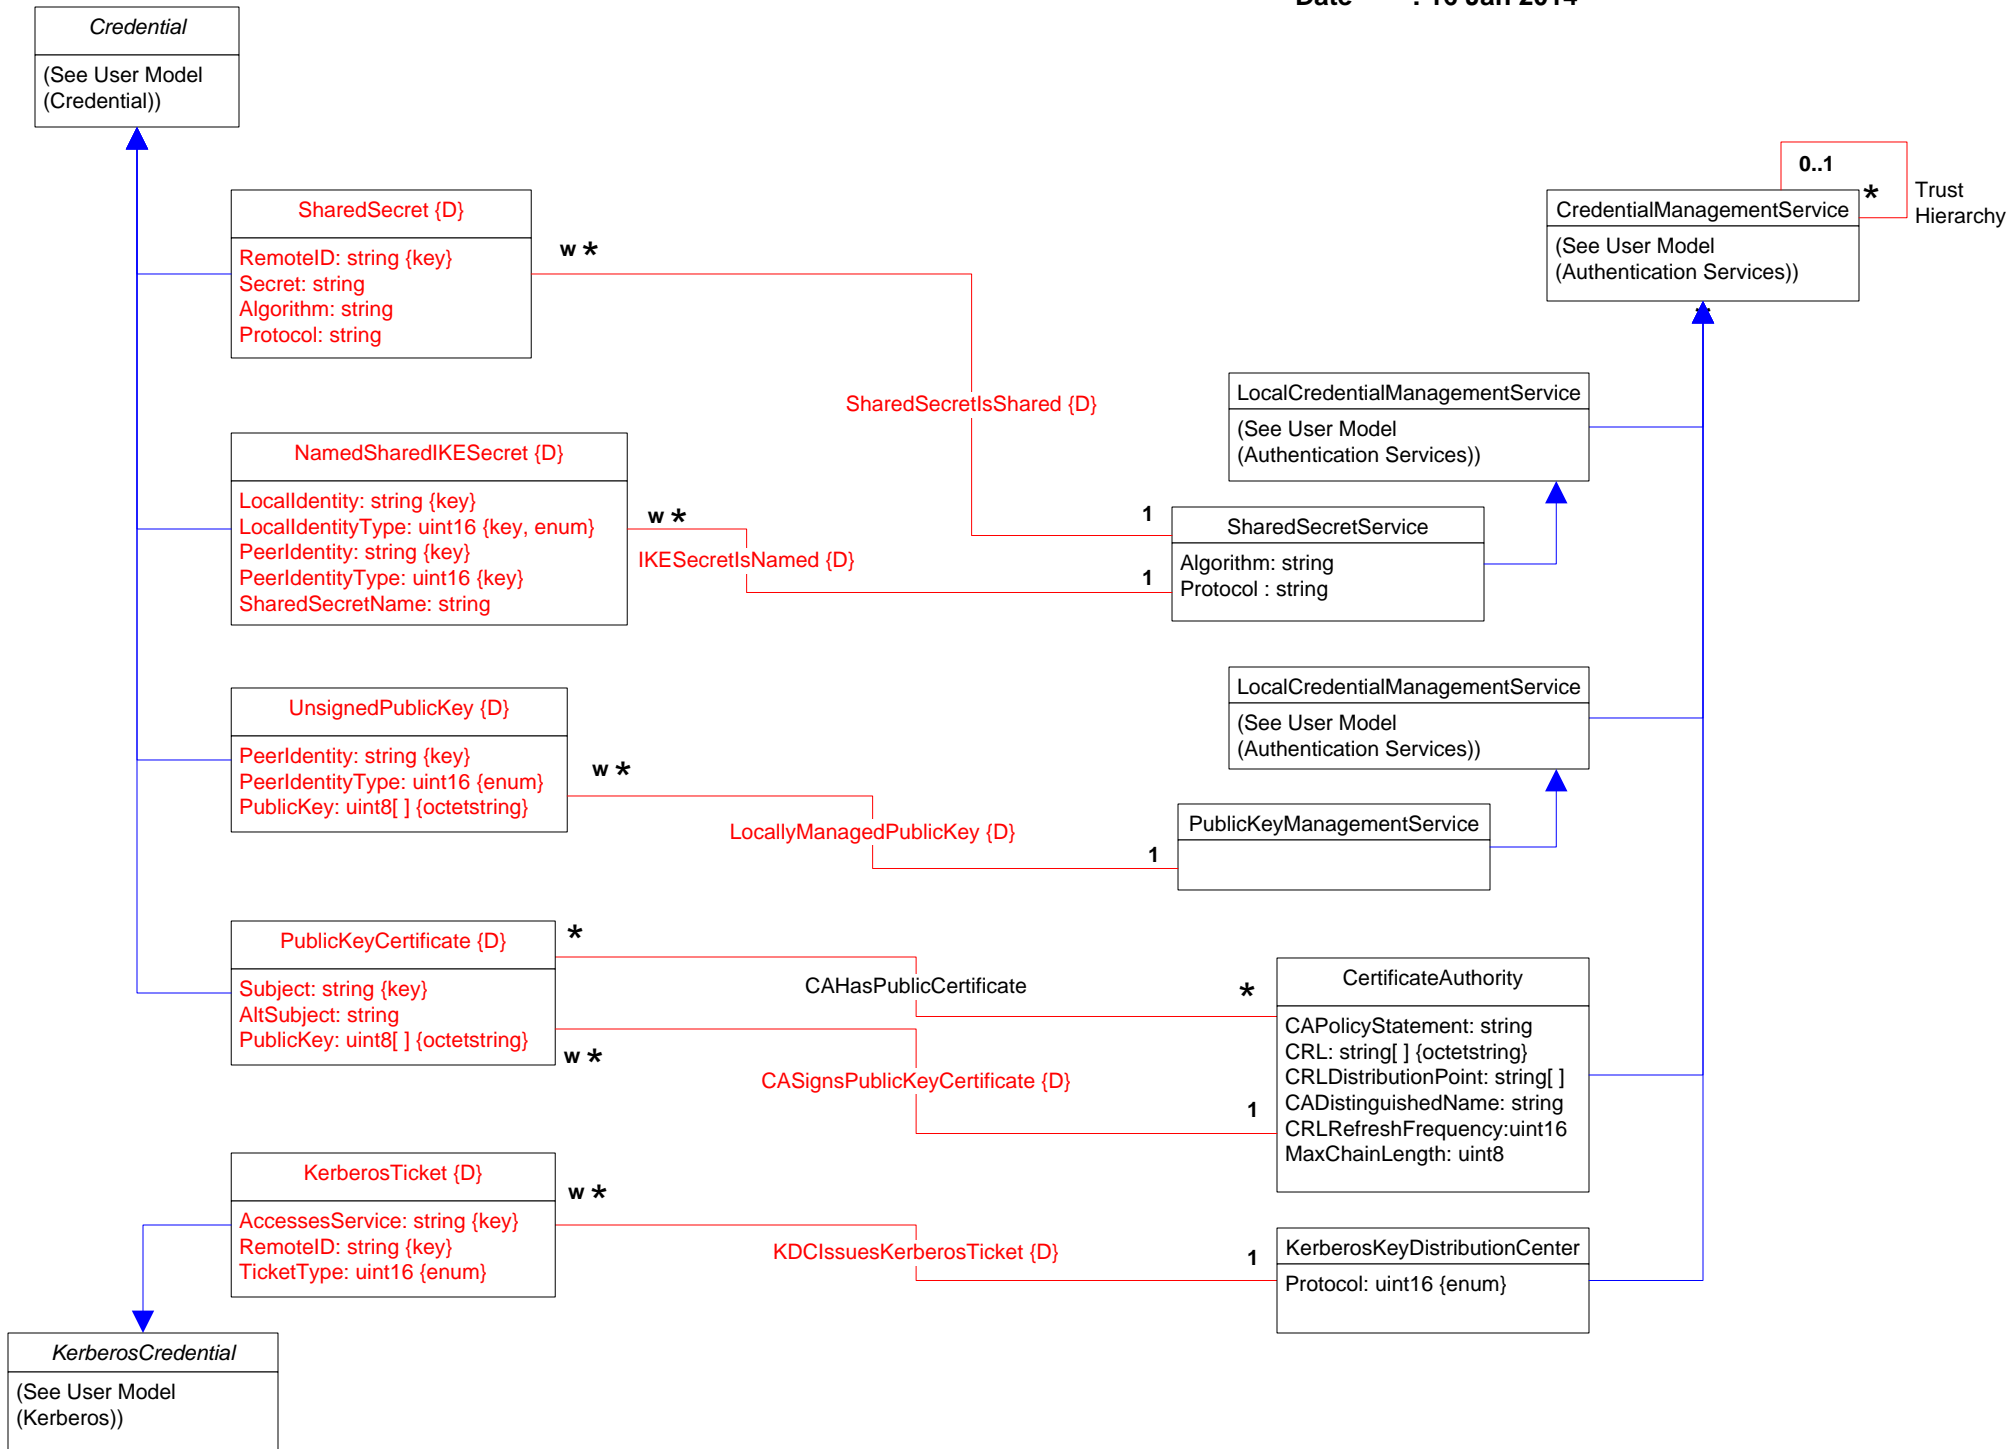 Date : 16 Jan 2014
Credential
(See User Model
(Credential))
SharedSecret {D}
RemoteID: string {key}
Secret: string
Algorithm: string
Protocol: string
w *
0..1
*
Trust
Hierarchy
CredentialManagementService
(See User Model
(Authentication Services))
SharedSecretIsShared {D}
LocalCredentialManagementService
(See User Model
(Authentication Services))
NamedSharedIKESecret {D}
LocalIdentity: string {key}
LocalIdentityType: uint16 {key, enum}
PeerIdentity: string {key}
PeerIdentityType: uint16 {key}
SharedSecretName: string
w *
IKESecretIsNamed {D}
1
1
SharedSecretService
Algorithm: string
Protocol : string
UnsignedPublicKey {D}
PeerIdentity: string {key}
PeerIdentityType: uint16 {enum}
PublicKey: uint8[ ] {octetstring}
w *
LocallyManagedPublicKey {D}
1
LocalCredentialManagementService
(See User Model
(Authentication Services))
PublicKeyManagementService
PublicKeyCertificate {D}
Subject: string {key}
AltSubject: string
PublicKey: uint8[ ] {octetstring}
*
CAHasPublicCertificate
*
w *
CASignsPublicKeyCertificate {D}
1
CertificateAuthority
CAPolicyStatement: string
CRL: string[ ] {octetstring}
CRLDistributionPoint: string[ ]
CADistinguishedName: string
CRLRefreshFrequency:uint16
MaxChainLength: uint8
KerberosTicket {D}
AccessesService: string {key}
RemoteID: string {key}
TicketType: uint16 {enum}
w *
KDCIssuesKerberosTicket {D}
1
KerberosKeyDistributionCenter
Protocol: uint16 {enum}
KerberosCredential
(See User Model
(Kerberos))